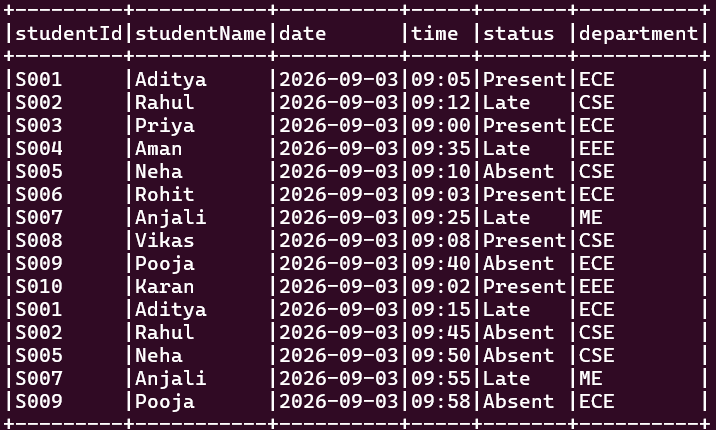 +---------+-----------+----------+-----+-------+----------+
|studentId|studentName|date      |time |status |department|
+---------+-----------+----------+-----+-------+----------+
|S001     |Aditya     |2026-09-03|09:05|Present|ECE       |
|S002     |Rahul      |2026-09-03|09:12|Late   |CSE       |
|S003     |Priya      |2026-09-03|09:00|Present|ECE       |
|S004     |Aman       |2026-09-03|09:35|Late   |EEE       |
|S005     |Neha       |2026-09-03|09:10|Absent |CSE       |
|S006     |Rohit      |2026-09-03|09:03|Present|ECE       |
|S007     |Anjali     |2026-09-03|09:25|Late   |ME        |
|S008     |Vikas      |2026-09-03|09:08|Present|CSE       |
|S009     |Pooja      |2026-09-03|09:40|Absent |ECE       |
|S010     |Karan      |2026-09-03|09:02|Present|EEE       |
|S001     |Aditya     |2026-09-03|09:15|Late   |ECE       |
|S002     |Rahul      |2026-09-03|09:45|Absent |CSE       |
|S005     |Neha       |2026-09-03|09:50|Absent |CSE       |
|S007     |Anjali     |2026-09-03|09:55|Late   |ME        |
|S009     |Pooja      |2026-09-03|09:58|Absent |ECE       |
+---------+-----------+----------+-----+-------+----------+